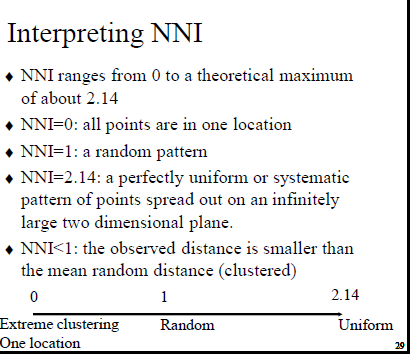 Interpreting NNI
♦ NNI ranges from 0 to a theoretical maximum
of about 2.14
♦ NNI=0: all points are in one location
♦ NNI=1: a random pattern
♦ NNI=2.14: a perfectly uniform or systematic
pattern of points spread out on an infinitely
large two dimensional plane.
♦ NNI<1: the observed distance is smaller than
the mean random distance (clustered)
0 1 2.14
Extreme clustering Random Uniform
One location
29